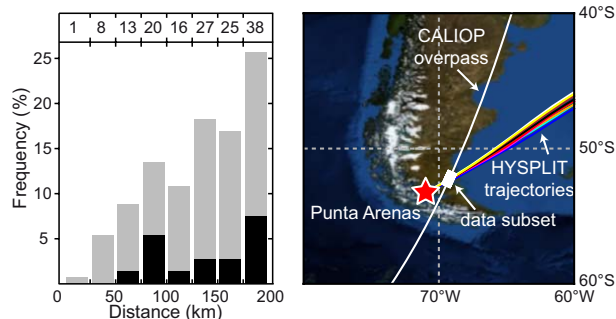 1 8 13 20 16 27 25 38
25
20
15
10
5
0 50 100 150 200
Frequency (%)
Distance (km)
40°S
CALIOP
overpass
50°S
HYSPLIT
trajectories
Punta Arenas
data subset
60°S
70°W 60°W